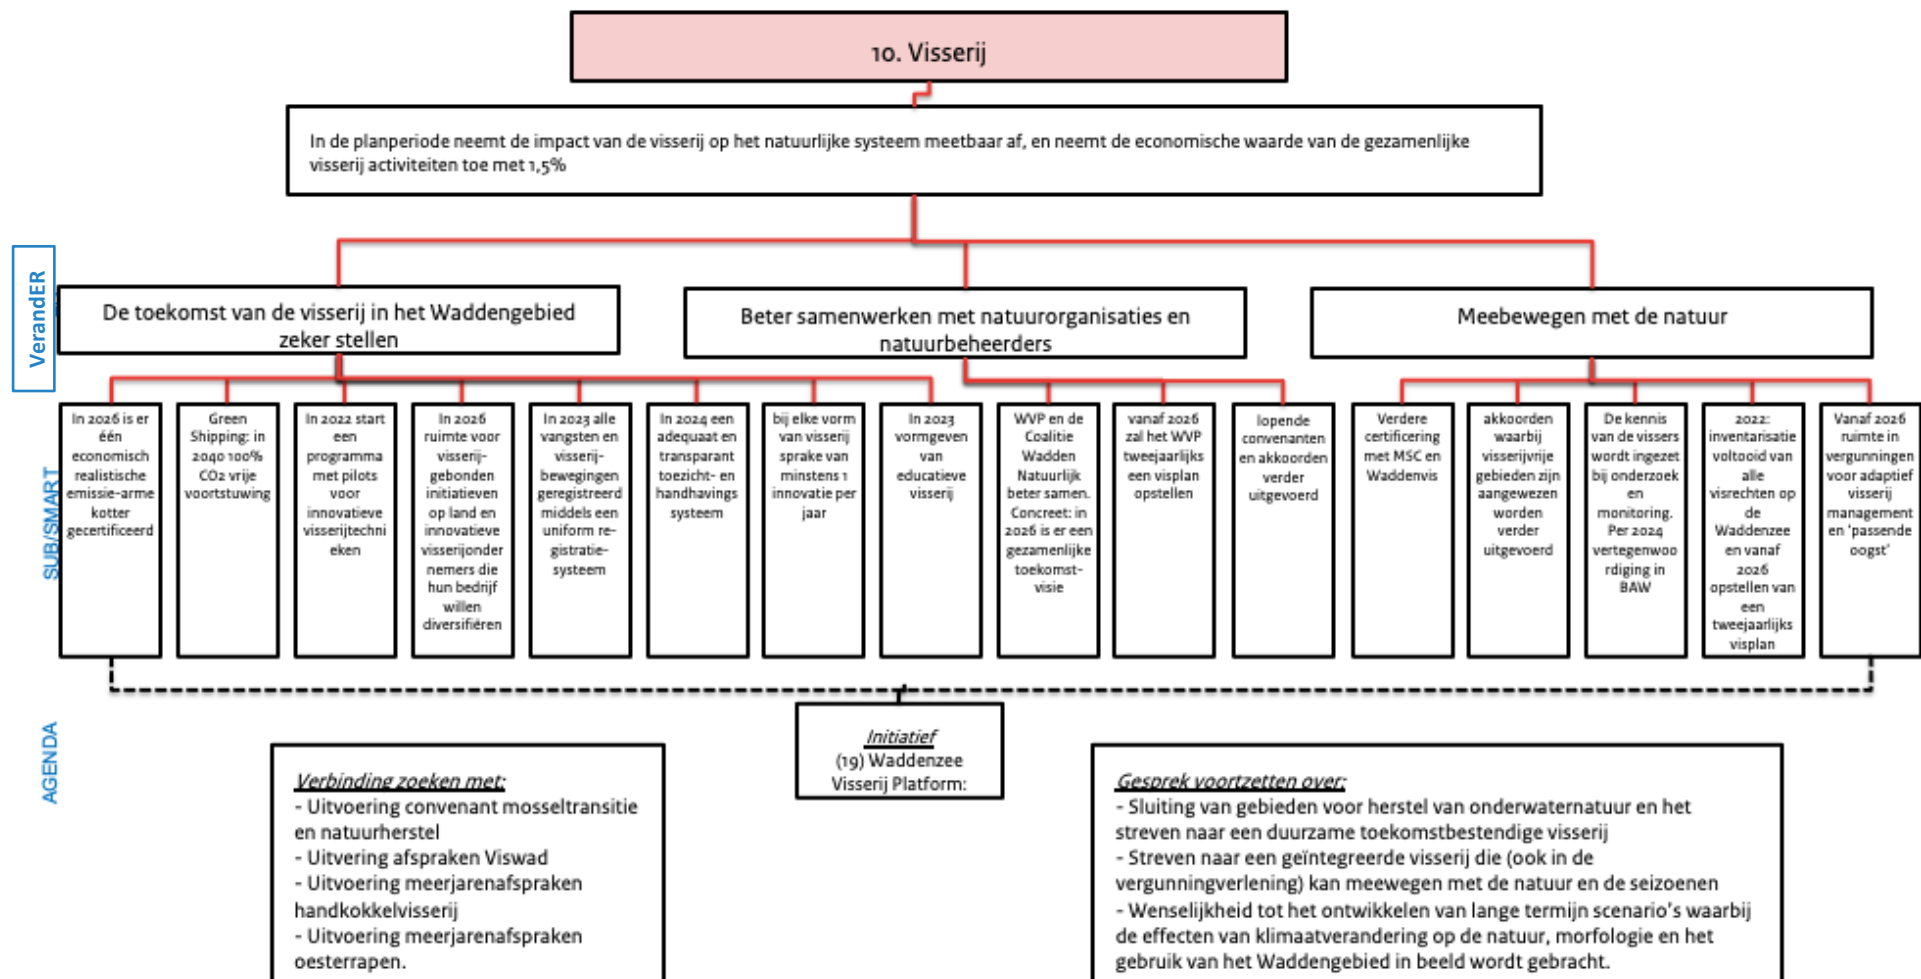 10. Visserij
In de planperiode neemt de impact van de visserij op het natuurlijke systeem meetbaar af, en neemt de economische waarde van de gezamenlijke
visserij activiteiten toe met 1,5%
VerandER
De toekomst van de visserij in het Waddengebied
zeker stellen
Beter samenwerken met natuurorganisaties en
natuurbeheerders
Meebewegen met de natuur
SUB/SMART
In 2026 is er
één
economisch
realistische
emissie-arme
kotter
gecertificeerd
Green
Shipping: in
2040 100%
CO2 vrije
voortstuwing
In 2022 start
een
programma
met pilots
voor
innovatieve
visserijtechni
eken
In 2026
ruimte voor
visserij-
gebonden
initiatieven
op land en
innovatieve
visserijonder
nemers die
hun bedrijf
willen
diversifiëren
In 2023 alle
vangsten en
visserij-
bewegingen
geregistreerd
middels een
uniform re-
gistratie-
systeem
In 2024 een
adequaat en
transparant
toezicht- en
handhavings
systeem
bij elke vorm
van visserij
sprake van
minstens 1
innovatie per
jaar
In 2023
vormgeven
van
educatieve
visserij
WVP en de
Coalitie
Wadden
Natuurlijk
beter samen.
Concreet: in
2026 is er een
gezamenlijke
toekomst-
visie
vanaf 2026
zal het WVP
tweejaarlijks
een visplan
opstellen
lopende
convenanten
en akkoorden
verder
uitgevoerd
Verdere
certificering
met MSC en
Waddenvis
akkoorden
waarbij
visserijvrije
gebieden zijn
aangewezen
worden
verder
uitgevoerd
De kennis
van de vissers
wordt ingezet
bij onderzoek
en
monitoring.
Per 2024
vertegenwoo
rdiging in
BAW
2022:
inventarisatie
voltooid van
alle
visrechten op
de
Waddenzee
en vanaf
2026
opstellen van
een
tweejaarlijks
visplan
Vanaf 2026
ruimte in
vergunningen
voor adaptief
visserij
management
en 'passende
oogst'
AGENDA
Initiatief
(19) Waddenzee
Visserij Platform:
Verbinding zoeken met:
- Uitvoering convenant mosseltransitie
en natuurherstel
- Uitvering afspraken Viswad
- Uitvoering meerjarenafspraken
handkokkelvisserij
- Uitvoering meerjarenafspraken
oesterrapen.
Gesprek voortzetten over:
- Sluiting van gebieden voor herstel van onderwaternatuur en het
streven naar een duurzame toekomstbestendige visserij
- Streven naar een geïntegreerde visserij die (ook in de
vergunningverlening) kan meewegen met de natuur en de seizoenen
- Wenselijkheid tot het ontwikkelen van lange termijn scenario's waarbij
de effecten van klimaatverandering op de natuur, morfologie en het
gebruik van het Waddengebied in beeld wordt gebracht.